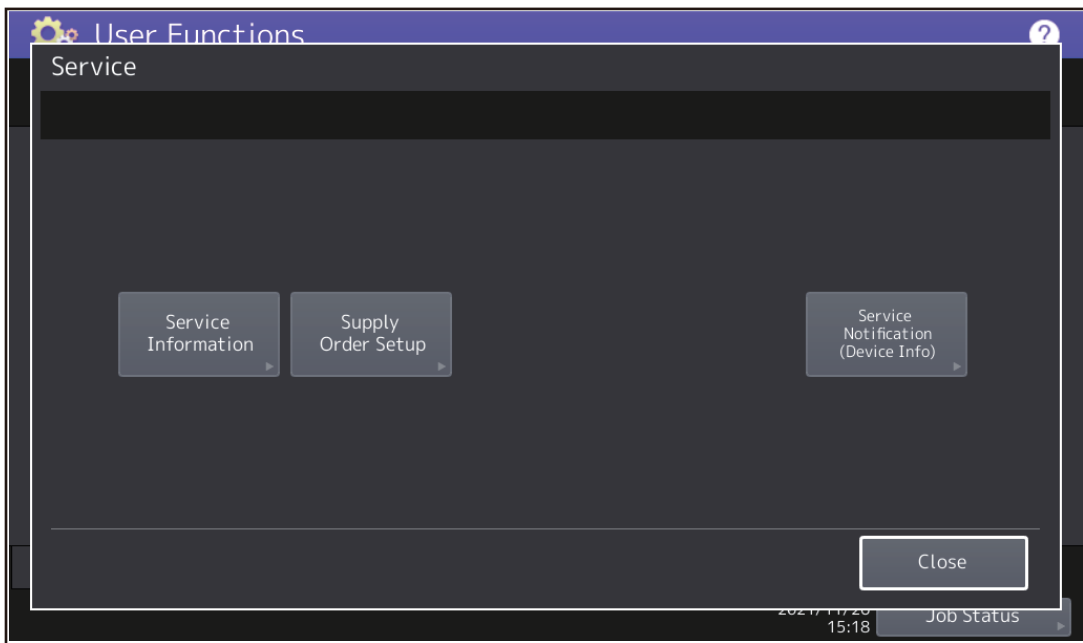 User Functions
?
Service
Service
Information
Supply
Order Setup
Service
Notification
(Device Info)
Close
15:18
Job Status